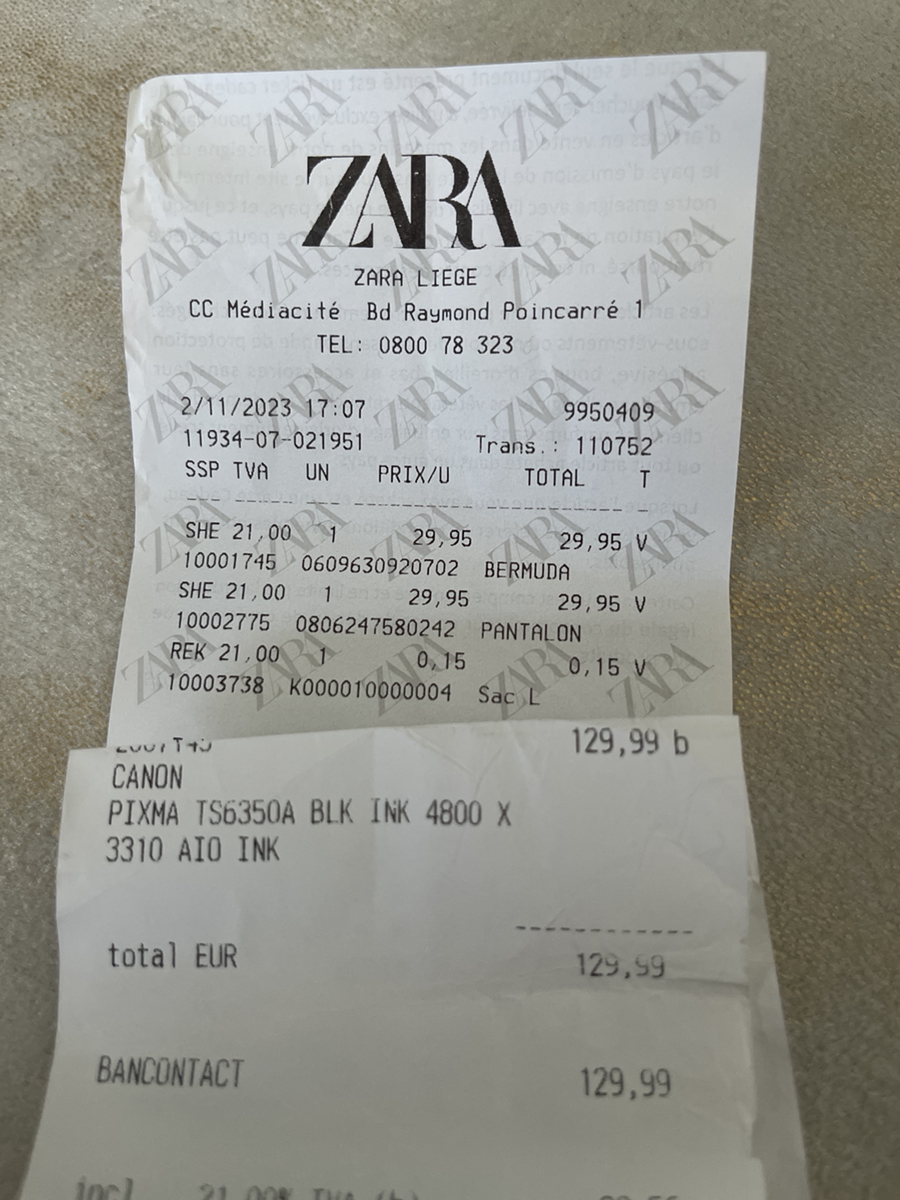 ZARA
ZARA LIEGE
CC Médiacité Bd Raymond Poincarré 1
TEL: 0800 78 323
2/11/2023 17:07 9950409
11934-07-021951 Trans.: 110752
SSP TVA UN PRIX/U TOTAL T
SHE 21,00 1 29,95 29,95 V
10001745 0609630920702 BERMUDA
SHE 21,00 1 29,95 29,95 V
10002775 0806247580242 PANTALON
REK 21,00 1 0,15 0,15 V
10003738 K000010000004 Sac L
129,99 b
CANON
PIXMA TS6350A BLK INK 4800 X
3310 AIO INK
total EUR 129,99
BANCONTACT 129,99
incl 21.00% TVA (b)